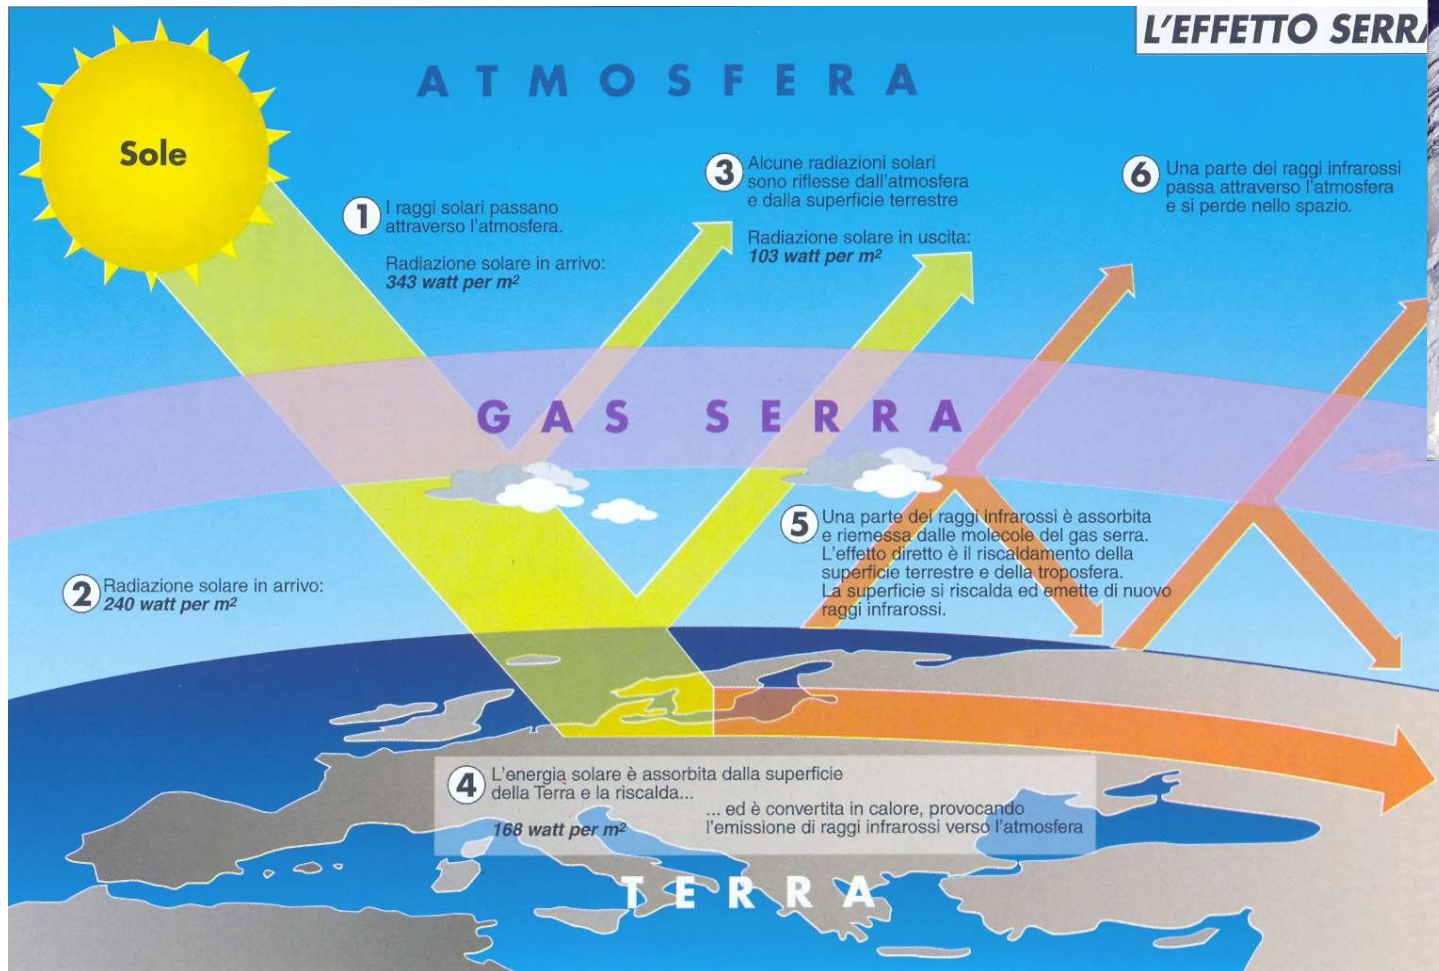 L'EFFETTO SERRA
ATMOSFERA
Sole
1
I raggi solari passano
attraverso l'atmosfera.
Radiazione solare in arrivo:
343 watt per m²
3
Alcune radiazioni solari
sono riflesse dall'atmosfera
e dalla superficie terrestre
Radiazione solare in uscita:
103 watt per m²
6
Una parte dei raggi infrarossi
passa attraverso l'atmosfera
e si perde nello spazio.
GAS SERRA
2
Radiazione solare in arrivo:
240 watt per m²
5
Una parte dei raggi infrarossi è assorbita
e riemessa dalle molecole del gas serra.
L'effetto diretto è il riscaldamento della
superficie terrestre e della troposfera.
La superficie si riscalda ed emette di nuovo
raggi infrarossi.
4
L'energia solare è assorbita dalla superficie
della Terra e la riscalda...
168 watt per m²
... ed è convertita in calore, provocando
l'emissione di raggi infrarossi verso l'atmosfera
TERRA